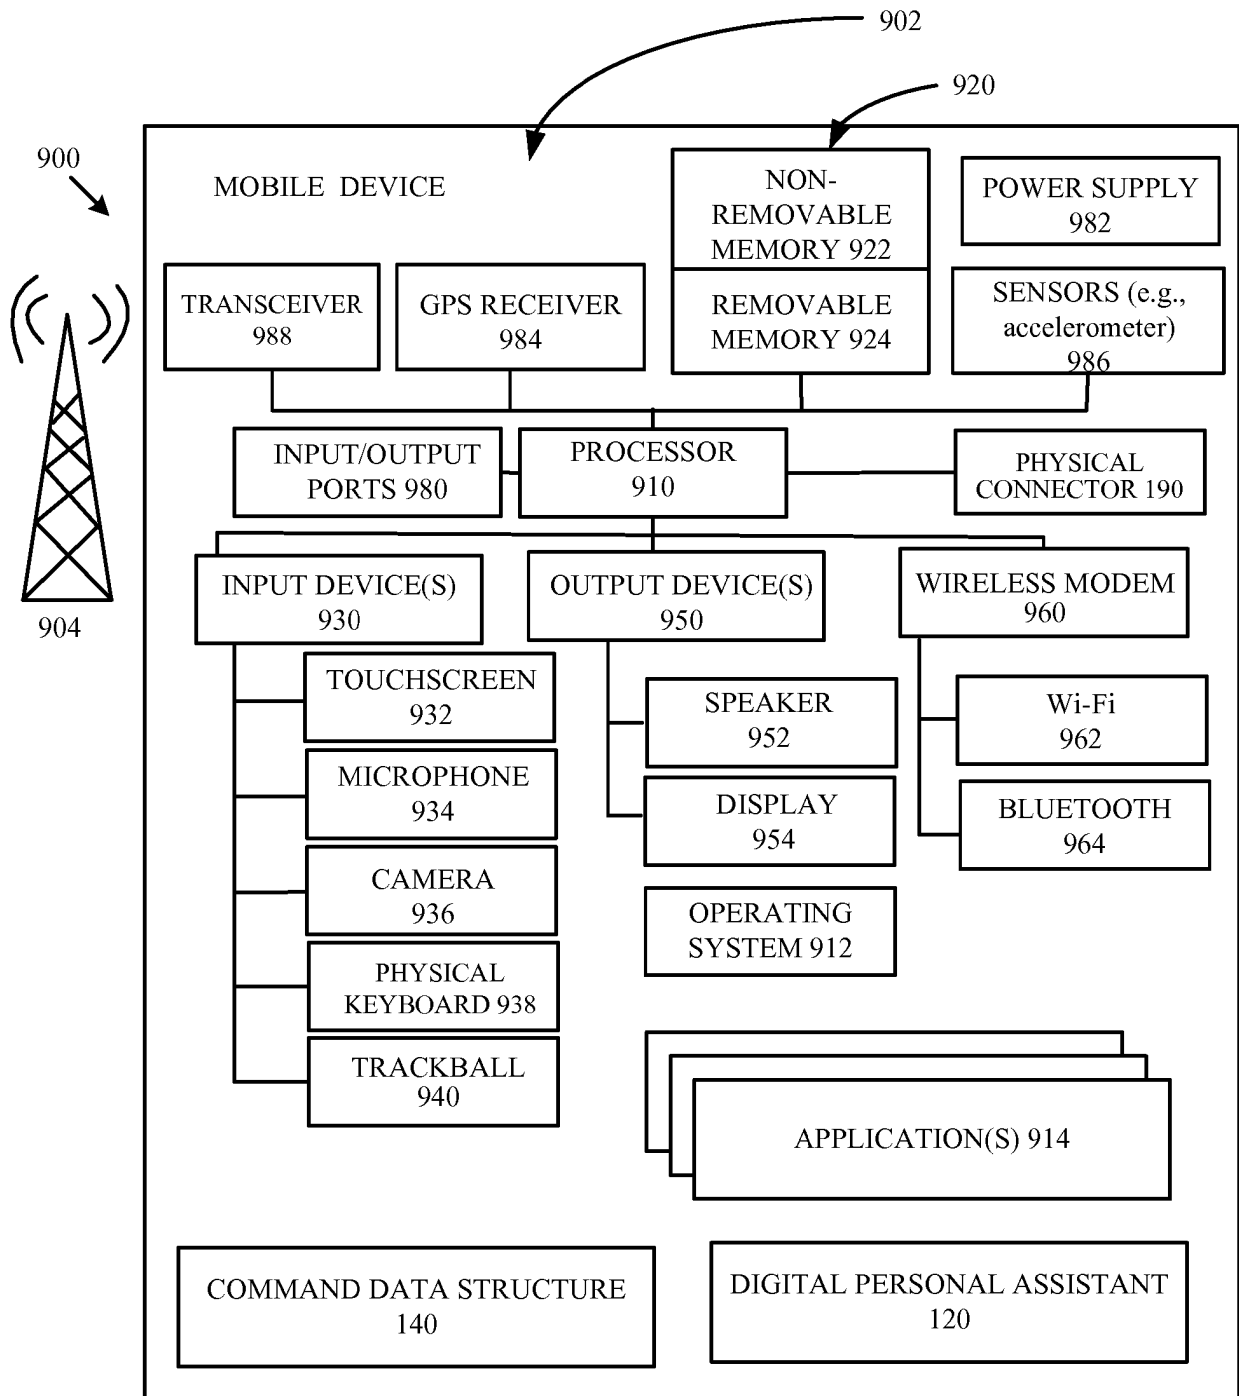 902
920
900
MOBILE DEVICE
NON-
REMOVABLE
MEMORY 922
POWER SUPPLY
982
TRANSCEIVER
988
GPS RECEIVER
984
REMOVABLE
MEMORY 924
SENSORS (e.g.,
accelerometer)
986
INPUT/OUTPUT
PORTS 980
PROCESSOR
910
PHYSICAL
CONNECTOR 190
904
INPUT DEVICE(S)
930
OUTPUT DEVICE(S)
950
WIRELESS MODEM
960
TOUCHSCREEN
932
MICROPHONE
934
CAMERA
936
PHYSICAL
KEYBOARD 938
TRACKBALL
940
SPEAKER
952
DISPLAY
954
Wi-Fi
962
BLUETOOTH
964
OPERATING
SYSTEM 912
APPLICATION(S) 914
COMMAND DATA STRUCTURE
140
DIGITAL PERSONAL ASSISTANT
120